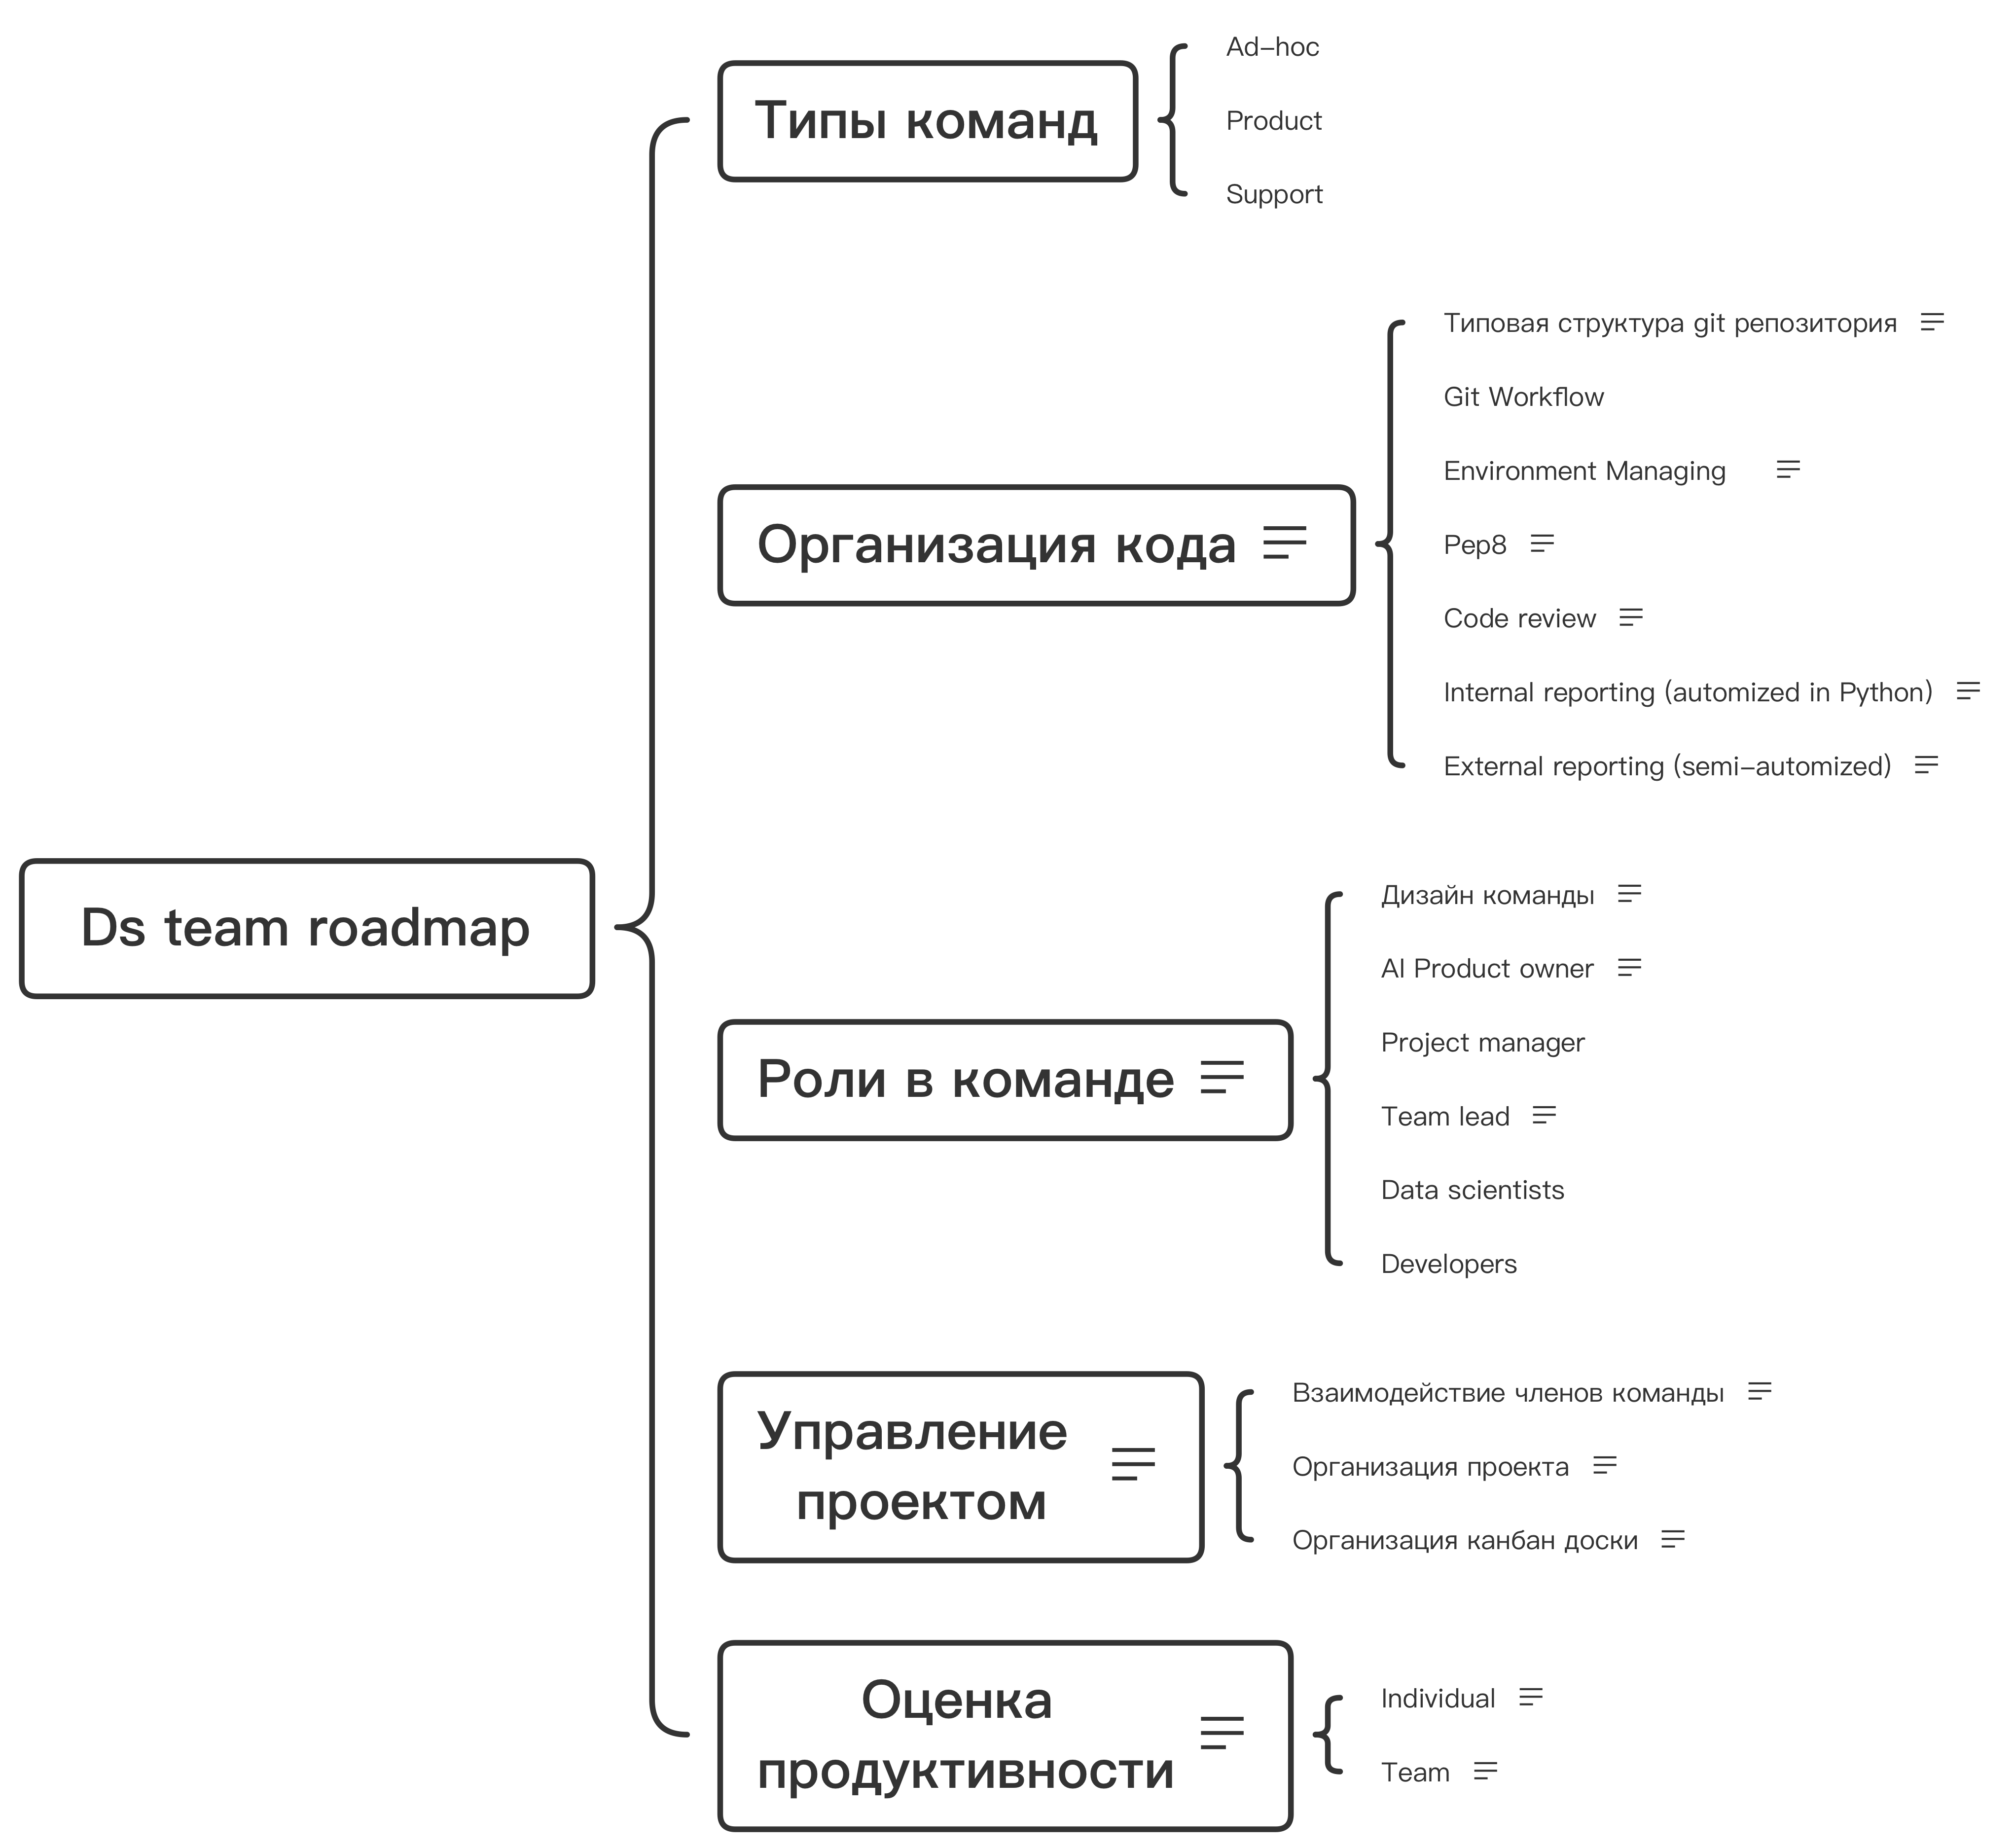 Ds team roadmap
Типы команд
Ad-hoc
Product
Support
Организация кода
Типовая структура git репозитория
Git Workflow
Environment Managing
Pep8
Code review
Internal reporting (automized in Python)
External reporting (semi-automized)
Роли в команде
Дизайн команды
AI Product owner
Project manager
Team lead
Data scientists
Developers
Управление
проектом
Взаимодействие членов команды
Организация проекта
Организация канбан доски
Оценка
продуктивности
Individual
Team